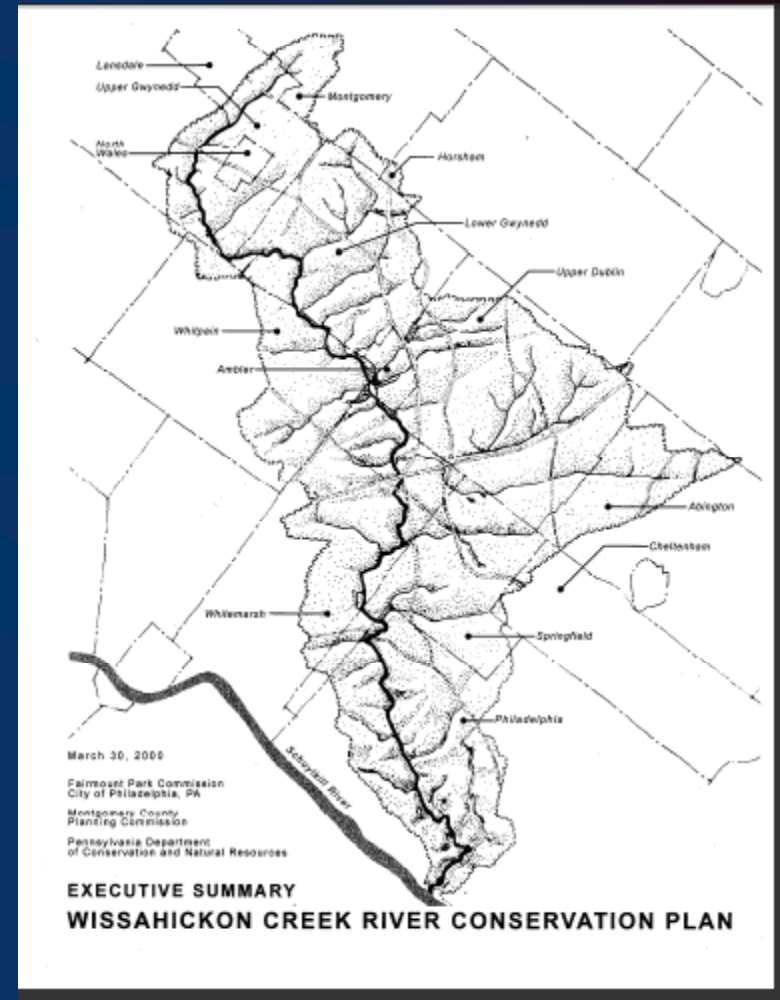 Lansdale
Upper Gwynedd
Montgomery
North
Wales
Horsham
Lower Gwynedd
Upper Dublin
Whitpain
Ambler
Abington
Cheltenham
Whitemarsh
Springfield
Philadelphia
Schuylkill River
March 30, 2000
Fairmount Park Commission
City of Philadelphia, PA
Montgomery County
Planning Commission
Pennsylvania Department
of Conservation and Natural Resources
EXECUTIVE SUMMARY
WISSAHICKON CREEK RIVER CONSERVATION PLAN